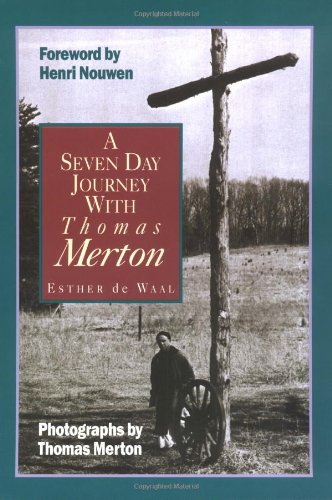 Foreword by
Henri Nouwen
A
SEVEN DAY
JOURNEY
WITH
Thomas
Merton
ESTHER de WAAL
Photographs by
Thomas Merton